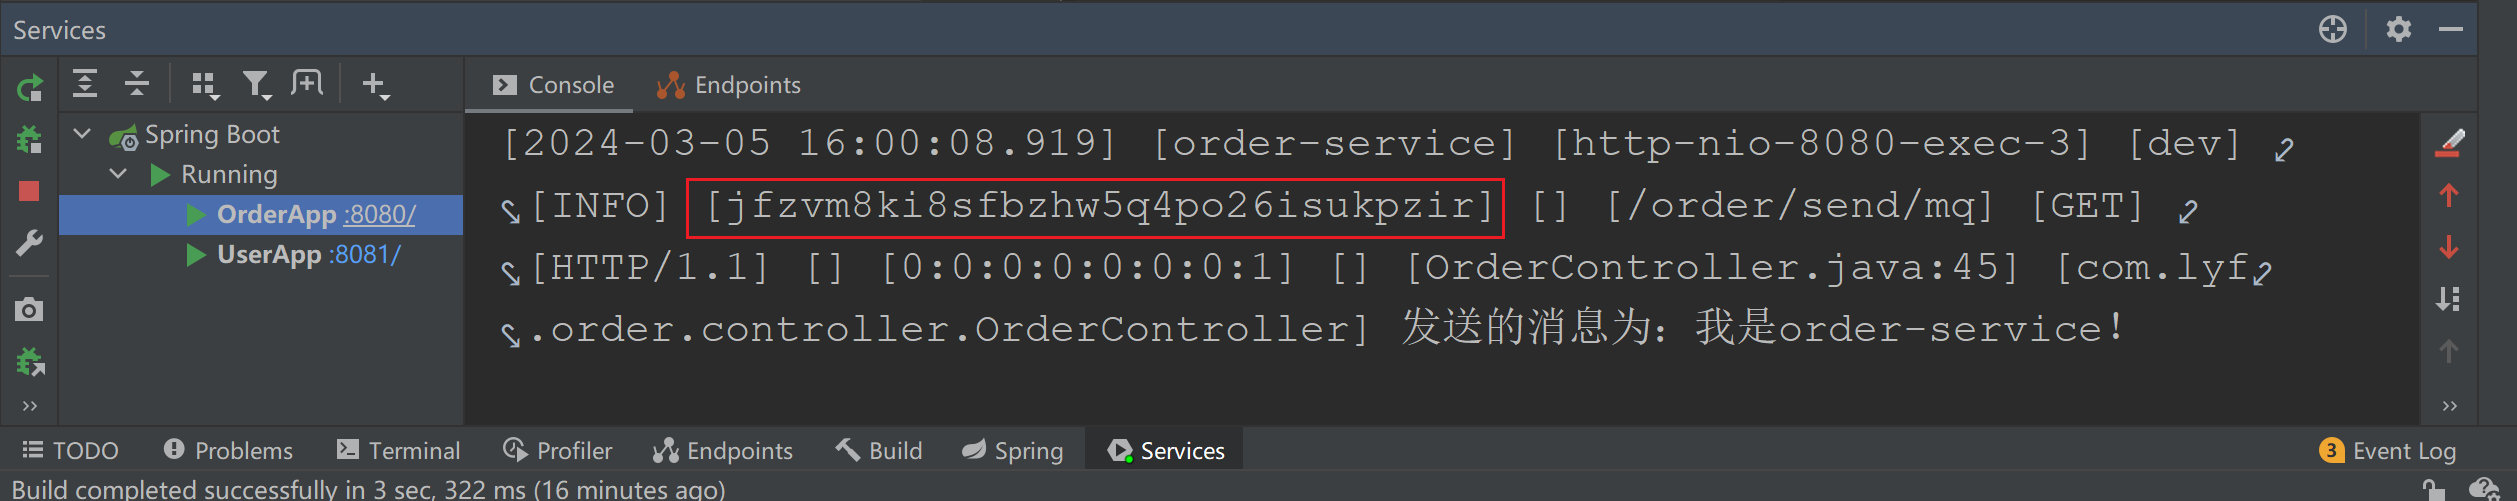 Services
Console
Endpoints
Spring Boot
Running
OrderApp :8080/
UserApp :8081/
[2024-03-05 16:00:08.919] [order-service] [http-nio-8080-exec-3] [dev]
[INFO] [jfzvm8ki8sfbzhw5q4po26isukpzir] [] [/order/send/mq] [GET]
[HTTP/1.1] [] [0:0:0:0:0:0:0:1] [] [OrderController.java:45] [com.lyf
.order.controller.OrderController] 发送的消息为：我是order-service！
TODO Problems Terminal Profiler Endpoints Build Spring Services 3 Event Log
Build completed successfully in 3 sec, 322 ms (16 minutes ago)